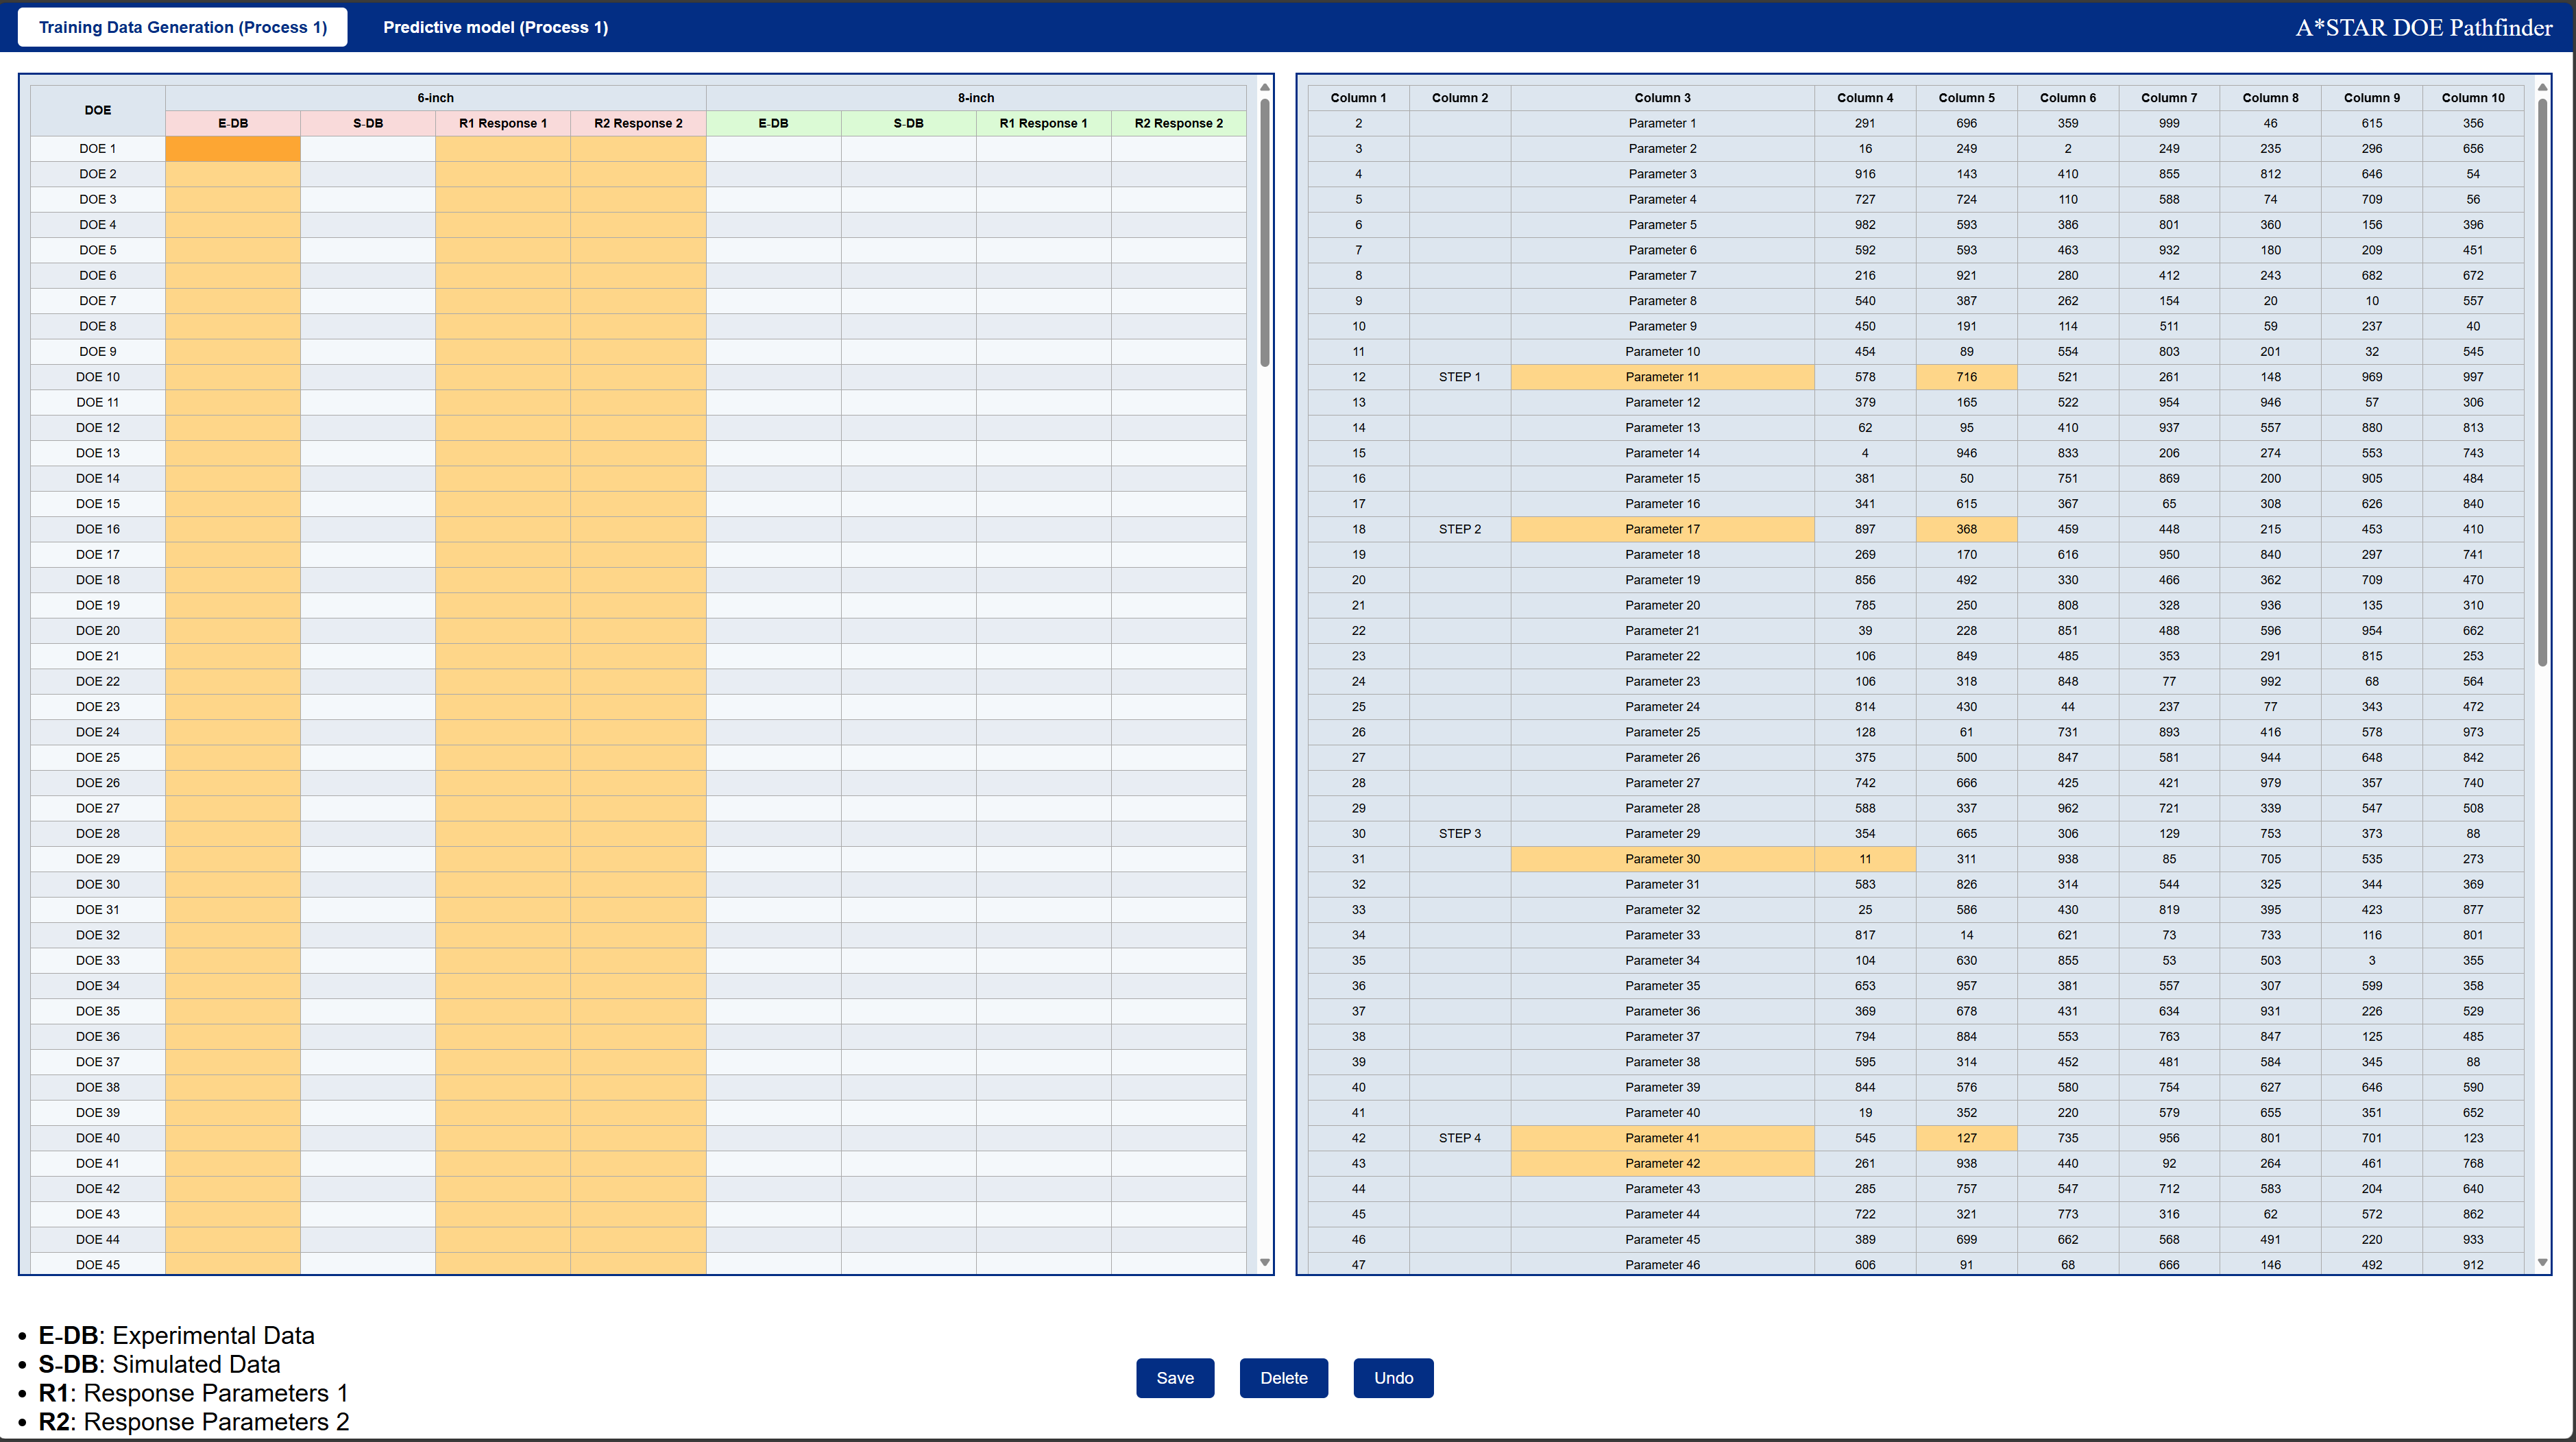 Training Data Generation (Process 1) Predictive model (Process 1) A*STAR DOE Pathfinder
DOE 6-inch 8-inch
E-DB S-DB R1 Response 1 R2 Response 2 E-DB S-DB R1 Response 1 R2 Response 2
DOE 1
DOE 2
DOE 3
DOE 4
DOE 5
DOE 6
DOE 7
DOE 8
DOE 9
DOE 10
DOE 11
DOE 12
DOE 13
DOE 14
DOE 15
DOE 16
DOE 17
DOE 18
DOE 19
DOE 20
DOE 21
DOE 22
DOE 23
DOE 24
DOE 25
DOE 26
DOE 27
DOE 28
DOE 29
DOE 30
DOE 31
DOE 32
DOE 33
DOE 34
DOE 35
DOE 36
DOE 37
DOE 38
DOE 39
DOE 40
DOE 41
DOE 42
DOE 43
DOE 44
DOE 45
Column 1 Column 2 Column 3 Column 4 Column 5 Column 6 Column 7 Column 8 Column 9 Column 10
2 Parameter 1 291 696 359 999 46 615 356
3 Parameter 2 16 249 2 249 235 296 656
4 Parameter 3 916 143 410 855 812 646 54
5 Parameter 4 727 724 110 588 74 709 56
6 Parameter 5 982 593 386 801 360 156 396
7 Parameter 6 592 593 463 932 180 209 451
8 Parameter 7 216 921 280 412 243 682 672
9 Parameter 8 540 387 262 154 20 10 557
10 Parameter 9 450 191 114 511 59 237 40
11 Parameter 10 454 89 554 803 201 32 545
12 STEP 1 Parameter 11 578 716 521 261 148 969 997
13 Parameter 12 379 165 522 954 946 57 306
14 Parameter 13 62 95 410 937 557 880 813
15 Parameter 14 4 946 833 206 274 553 743
16 Parameter 15 381 50 751 869 200 905 484
17 Parameter 16 341 615 367 65 308 626 840
18 STEP 2 Parameter 17 897 368 459 448 215 453 410
19 Parameter 18 269 170 616 950 840 297 741
20 Parameter 19 856 492 330 466 362 709 470
21 Parameter 20 785 250 808 328 936 135 310
22 Parameter 21 39 228 851 488 596 954 662
23 Parameter 22 106 849 485 353 291 815 253
24 Parameter 23 106 318 848 77 992 68 564
25 Parameter 24 814 430 44 237 77 343 472
26 Parameter 25 128 61 731 893 416 578 973
27 Parameter 26 375 500 847 581 944 648 842
28 Parameter 27 742 666 425 421 979 357 740
29 Parameter 28 588 337 962 721 339 547 508
30 STEP 3 Parameter 29 354 665 306 129 753 373 88
31 Parameter 30 11 311 938 85 705 535 273
32 Parameter 31 583 826 314 544 325 344 369
33 Parameter 32 25 586 430 819 395 423 877
34 Parameter 33 817 14 621 73 733 116 801
35 Parameter 34 104 630 855 53 503 3 355
36 Parameter 35 653 957 381 557 307 599 358
37 Parameter 36 369 678 431 634 931 226 529
38 Parameter 37 794 884 553 763 847 125 485
39 Parameter 38 595 314 452 481 584 345 88
40 Parameter 39 844 576 580 754 627 646 590
41 Parameter 40 19 352 220 579 655 351 652
42 STEP 4 Parameter 41 545 127 735 956 801 701 123
43 Parameter 42 261 938 440 92 264 461 768
44 Parameter 43 285 757 547 712 583 204 640
45 Parameter 44 722 321 773 316 62 572 862
46 Parameter 45 389 699 662 568 491 220 933
47 Parameter 46 606 91 68 666 146 492 912
• E-DB: Experimental Data
• S-DB: Simulated Data
• R1: Response Parameters 1
• R2: Response Parameters 2
Save Delete Undo